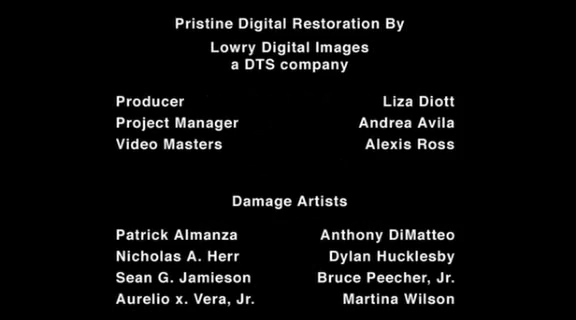 Pristine Digital Restoration By
Lowry Digital Images
a DTS company
Producer Liza Diott
Project Manager Andrea Avila
Video Masters Alexis Ross
Damage Artists
Patrick Almanza Anthony DiMatteo
Nicholas A. Herr Dylan Hucklesby
Sean G. Jamieson Bruce Peecher, Jr.
Aurelio x. Vera, Jr. Martina Wilson